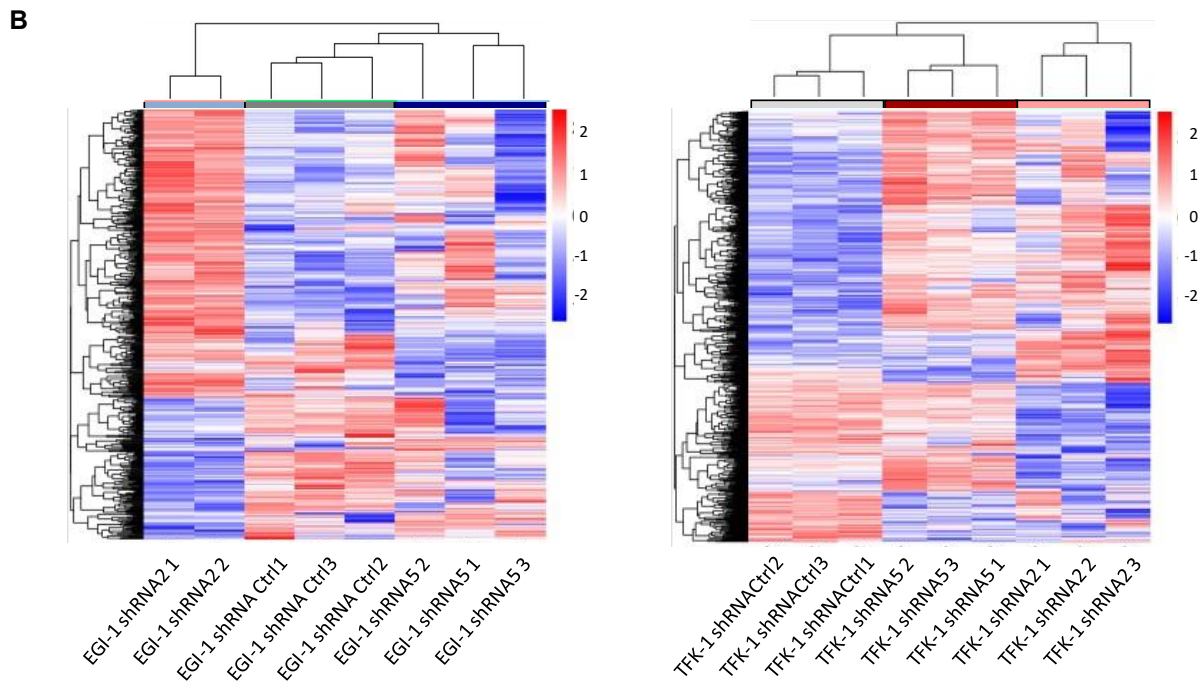 B
2
1
0
-1
-2
2
1
0
-1
-2
EGI-1 shRNA2 1
EGI-1 shRNA2 2
EGI-1 shRNA Ctrl1
EGI-1 shRNA Ctrl3
EGI-1 shRNA Ctrl2
EGI-1 shRNA5 2
EGI-1 shRNA5 1
EGI-1 shRNA5 3
TFK-1 shRNACtrl2
TFK-1 shRNACtrl3
TFK-1 shRNACtrl1
TFK-1 shRNA5 2
TFK-1 shRNA5 3
TFK-1 shRNA5 1
TFK-1 shRNA2 1
TFK-1 shRNA2 2
TFK-1 shRNA2 3